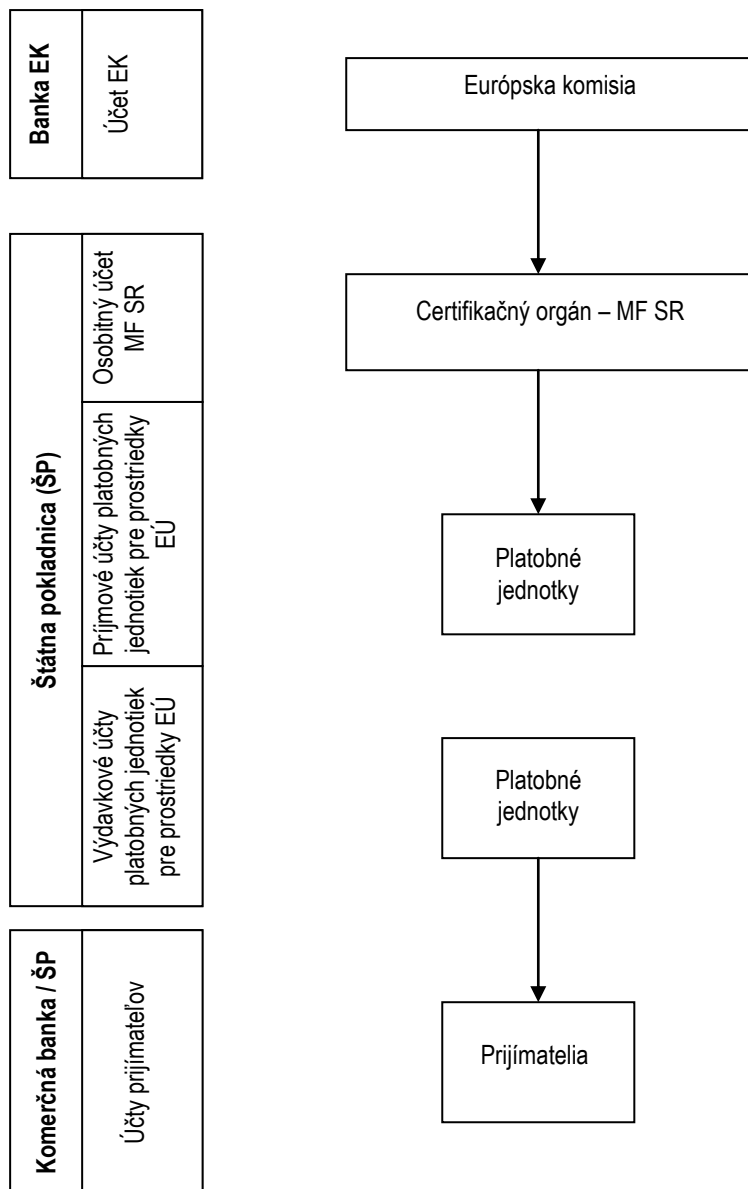 Banka EK
Účet EK
Európska komisia
Štátna pokladnica (ŠP)
Osobitný účet
MF SR
Certifikačný orgán – MF SR
Príjmové účty platobných
jednotiek pre prostriedky
EÚ
Platobné
jednotky
Výdavkové účty
platobných jednotiek
pre prostriedky EÚ
Platobné
jednotky
Komerčná banka / ŠP
Účty prijímateľov
Prijímatelia